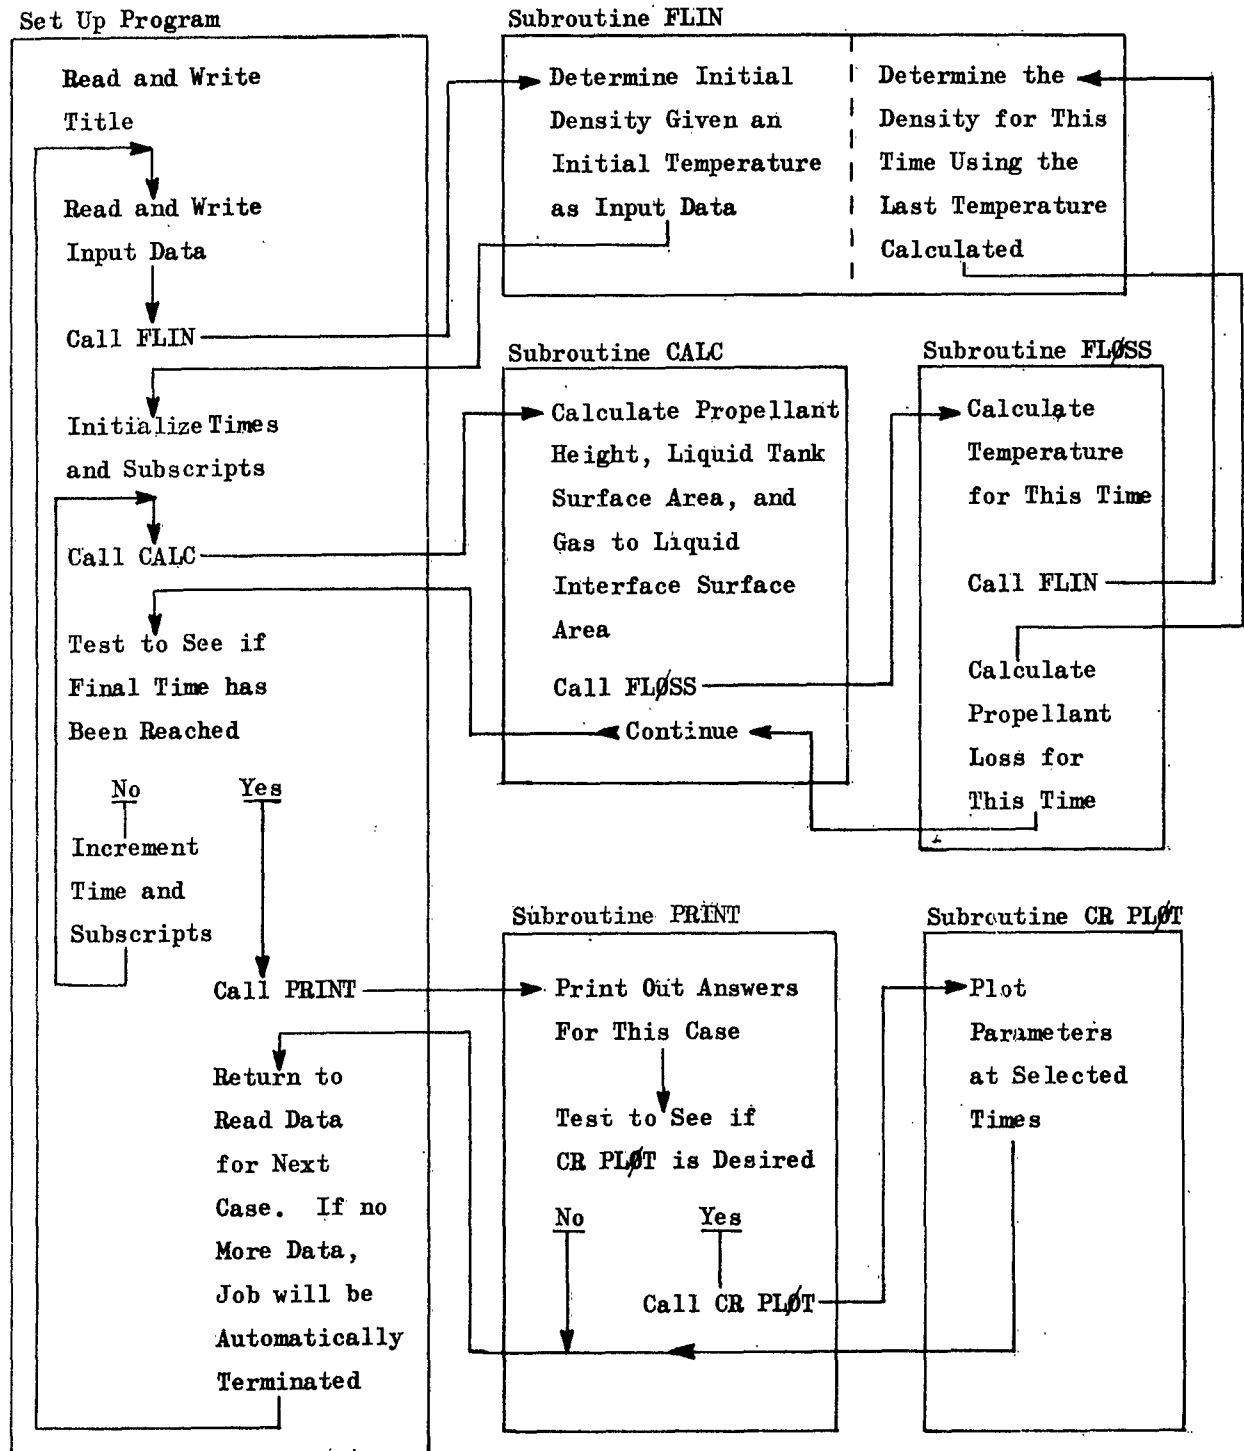 Set Up Program
Read and Write
Title
Read and Write
Input Data
Call FLIN
Initialize Times
and Subscripts
Call CALC
Test to See if
Final Time has
Been Reached
No
Yes
Increment
Time and
Subscripts
Call PRINT
Return to
Read Data
for Next
Case. If no
More Data,
Job will be
Automatically
Terminated
Subroutine FLIN
Determine Initial
Density Given an
Initial Temperature
as Input Data
Determine the
Density for This
Time Using the
Last Temperature
Calculated
Subroutine CALC
Calculate Propellant
Height, Liquid Tank
Surface Area, and
Gas to Liquid
Interface Surface
Area
Call FLØSS
Continue
Subroutine FLØSS
Calculate
Temperature
for This Time
Call FLIN
Calculate
Propellant
Loss for
This Time
Subroutine PRINT
Print Out Answers
For This Case
Test to See if
CR PLØT is Desired
No
Yes
Call CR PLØT
Subroutine CR PLØT
Plot
Parameters
at Selected
Times